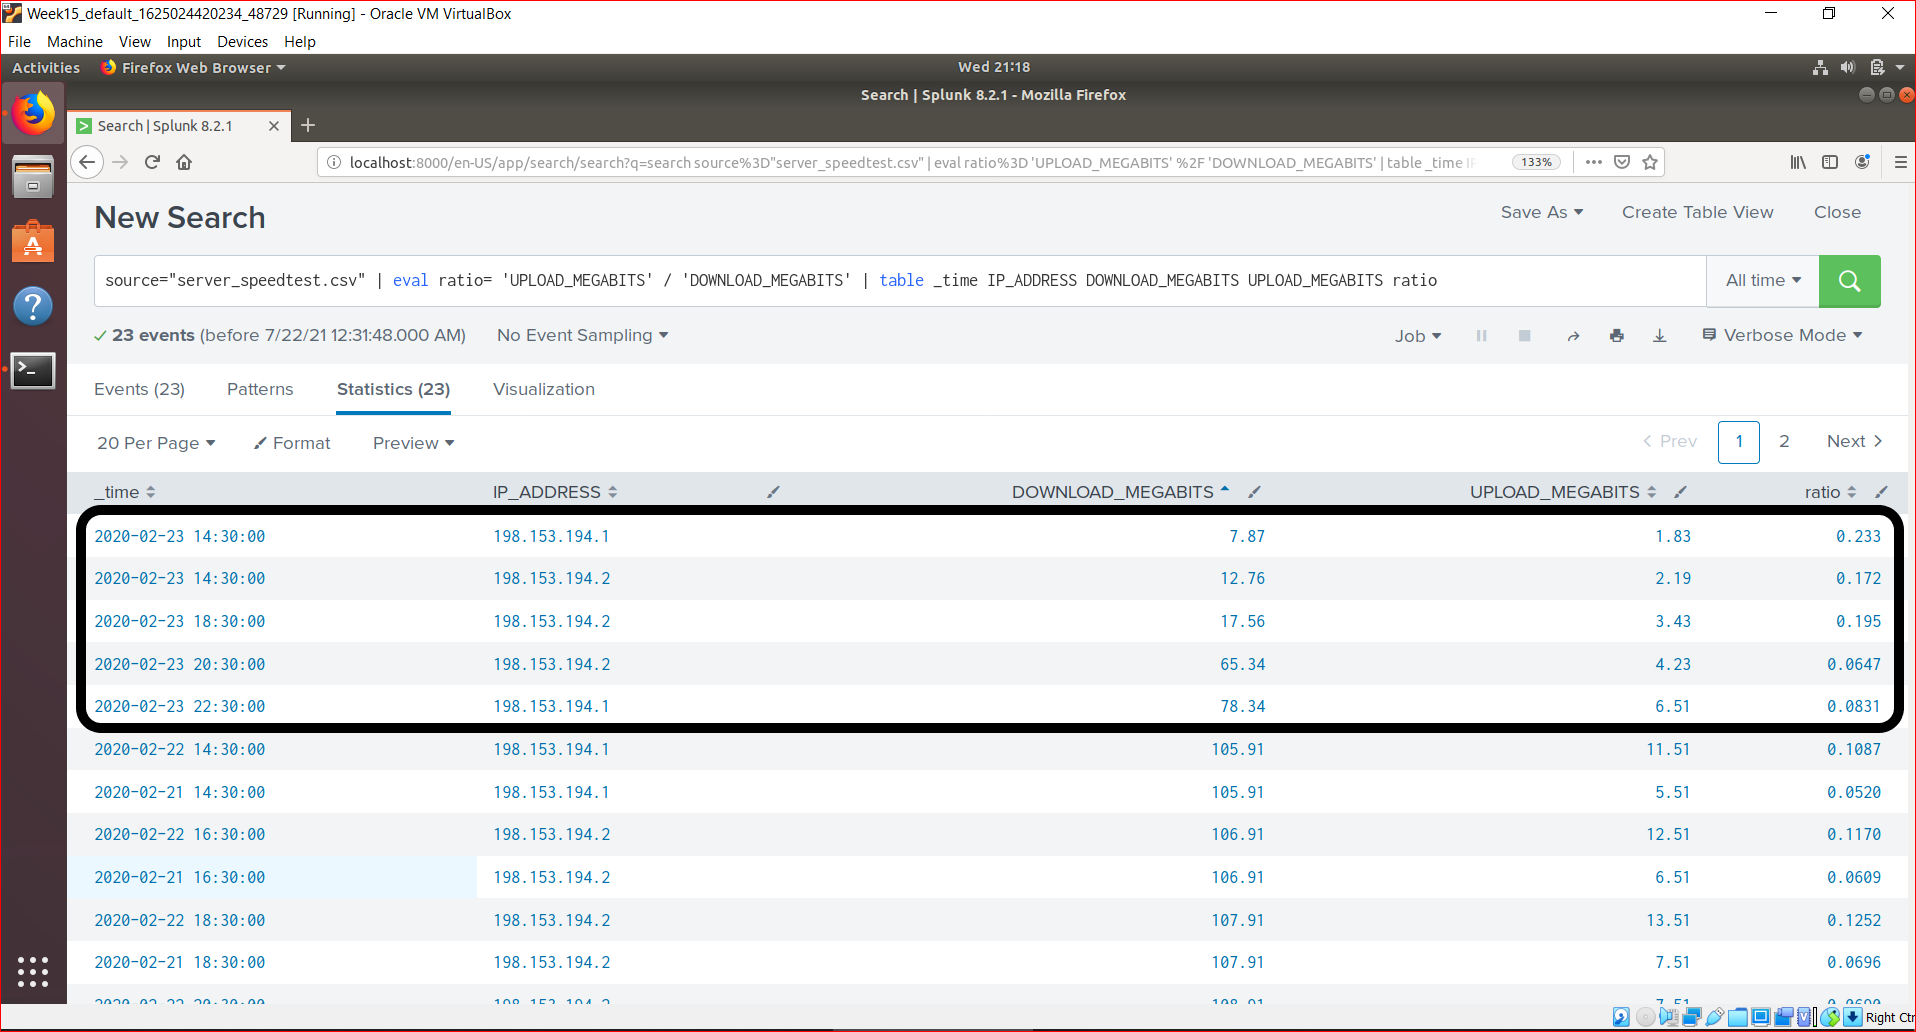 Week15_default_1625024420234_48729 [Running] - Oracle VM VirtualBox
File Machine View Input Devices Help
Activities Firefox Web Browser Wed 21:18
Search | Splunk 8.2.1 - Mozilla Firefox
Search | Splunk 8.2.1
localhost:8000/en-US/app/search/search?q=search source%3D"server_speedtest.csv" | eval ratio%3D 'UPLOAD_MEGABITS' %2F 'DOWNLOAD_MEGABITS' | table _time 133%
New Search Save As Create Table View Close
source="server_speedtest.csv" | eval ratio= 'UPLOAD_MEGABITS' / 'DOWNLOAD_MEGABITS' | table _time IP_ADDRESS DOWNLOAD_MEGABITS UPLOAD_MEGABITS ratio All time
23 events (before 7/22/21 12:31:48.000 AM) No Event Sampling Job Verbose Mode
Events (23) Patterns Statistics (23) Visualization
20 Per Page Format Preview Prev 1 2 Next
_time IP_ADDRESS DOWNLOAD_MEGABITS UPLOAD_MEGABITS ratio
2020-02-23 14:30:00 198.153.194.1 7.87 1.83 0.233
2020-02-23 14:30:00 198.153.194.2 12.76 2.19 0.172
2020-02-23 18:30:00 198.153.194.2 17.56 3.43 0.195
2020-02-23 20:30:00 198.153.194.2 65.34 4.23 0.0647
2020-02-23 22:30:00 198.153.194.1 78.34 6.51 0.0831
2020-02-22 14:30:00 198.153.194.1 105.91 11.51 0.1087
2020-02-21 14:30:00 198.153.194.1 105.91 5.51 0.0520
2020-02-22 16:30:00 198.153.194.2 106.91 12.51 0.1170
2020-02-21 16:30:00 198.153.194.2 106.91 6.51 0.0609
2020-02-22 18:30:00 198.153.194.2 107.91 13.51 0.1252
2020-02-21 18:30:00 198.153.194.2 107.91 7.51 0.0696
Right Ctr